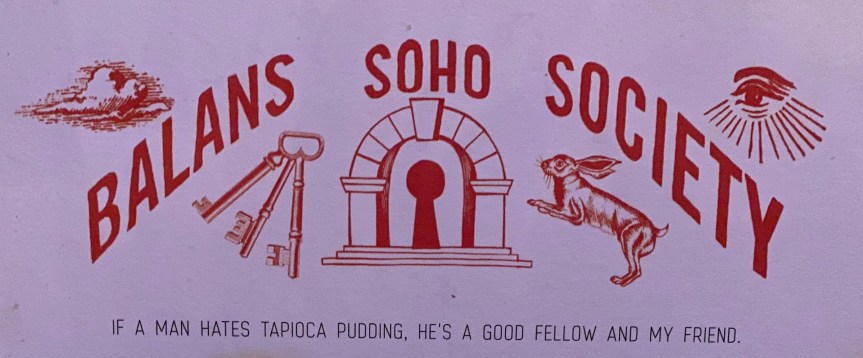 BALANS SOHO SOCIETY
IF A MAN HATES TAPIOCA PUDDING, HE'S A GOOD FELLOW AND MY FRIEND.